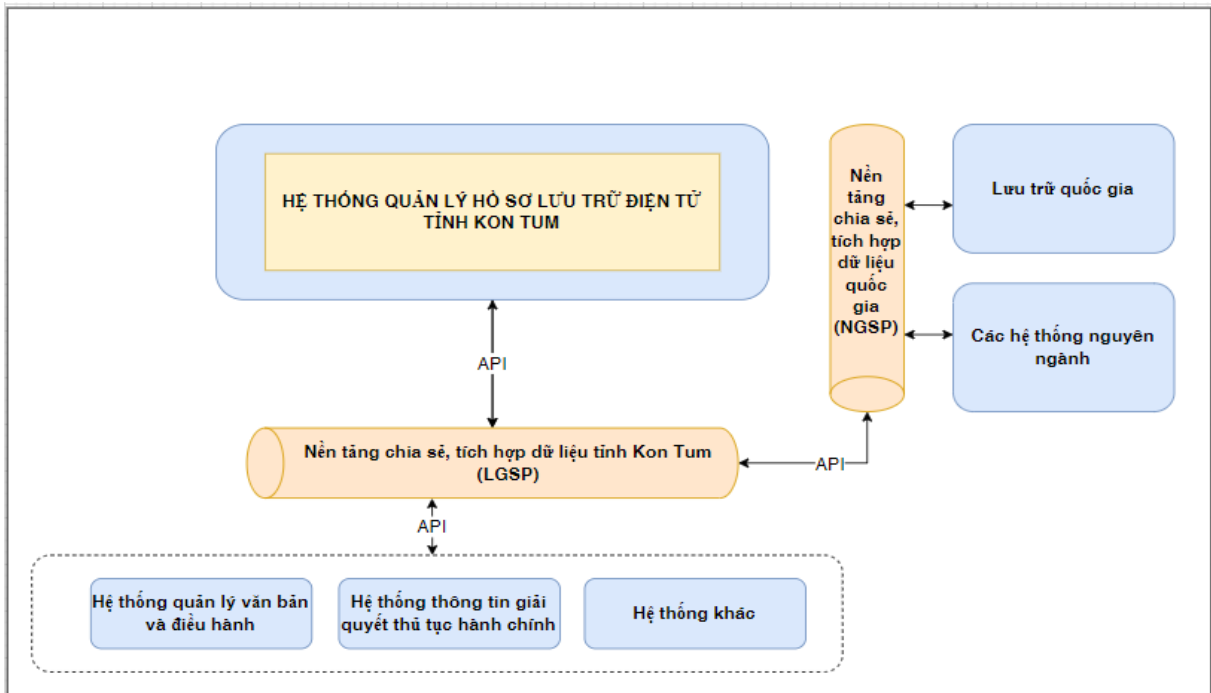 HỆ THỐNG QUẢN LÝ HỒ SƠ LƯU TRỮ ĐIỆN TỬ
TỈNH KON TUM
API
Nền tảng chia sẻ, tích hợp dữ liệu tỉnh Kon Tum
(LGSP)
API
Hệ thống quản lý văn bản
và điều hành
Hệ thống thông tin giải
quyết thủ tục hành chính
Hệ thống khác
API
Nền
tảng
chia sẻ,
tích hợp
dữ liệu
quốc
gia
(NGSP)
Lưu trữ quốc gia
Các hệ thống nguyên
ngành